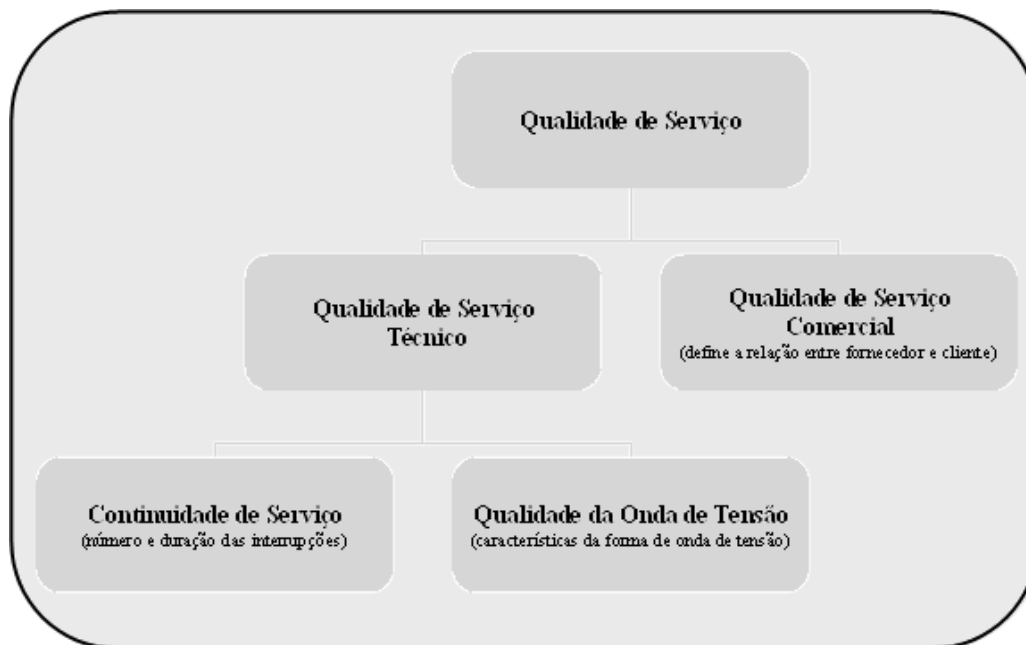 Qualidade de Serviço
Qualidade de Serviço
Técnico
Qualidade de Serviço
Comercial
(define a relação entre fornecedor e cliente)
Continuidade de Serviço
(número e duração das interrupções)
Qualidade da Onda de Tensão
(características da forma de onda de tensão)